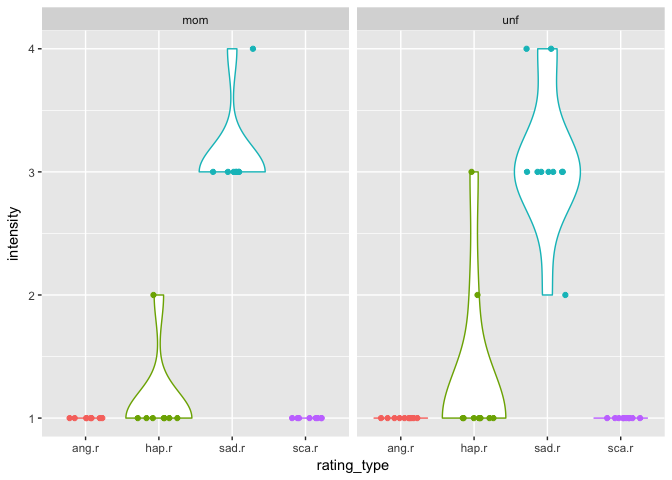 mom unf
4
3
2
1
intensity
ang.r hap.r sad.r sca.r ang.r hap.r sad.r sca.r
rating_type